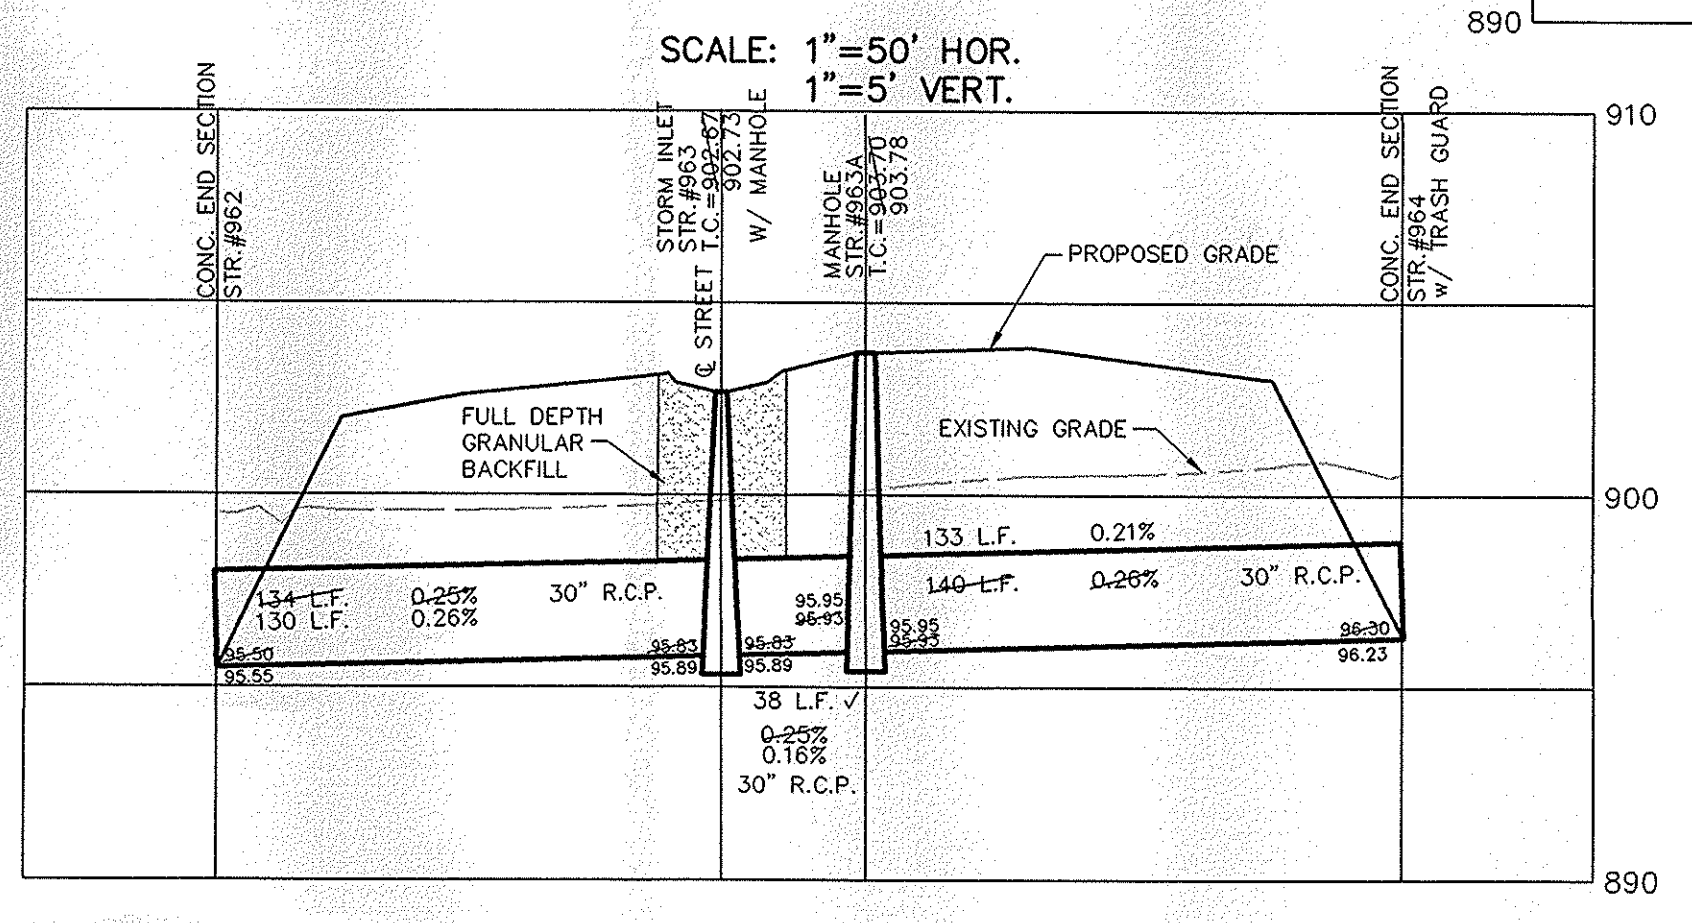 890
SCALE: 1"=50' HOR.
1"=5' VERT.
CONC. END SECTION
STR.#962
STORM INLET
STR.#963
T.C.=902.67
902.73
W/ MANHOLE
℄ STREET
MANHOLE
STR.#963A
T.C.=903.70
903.78
CONC. END SECTION
STR.#964
w/ TRASH GUARD
910
PROPOSED GRADE
FULL DEPTH
GRANULAR
BACKFILL
EXISTING GRADE
900
133 L.F. 0.21%
134 L.F. 0.25% 30" R.C.P.
130 L.F. 0.26%
140 L.F. 0.26% 30" R.C.P.
95.95
95.93
95.95
95.93
96.30
96.23
95.50
95.55
95.83
95.89
95.83
95.89
38 L.F. ✓
0.25%
0.16%
30" R.C.P.
890